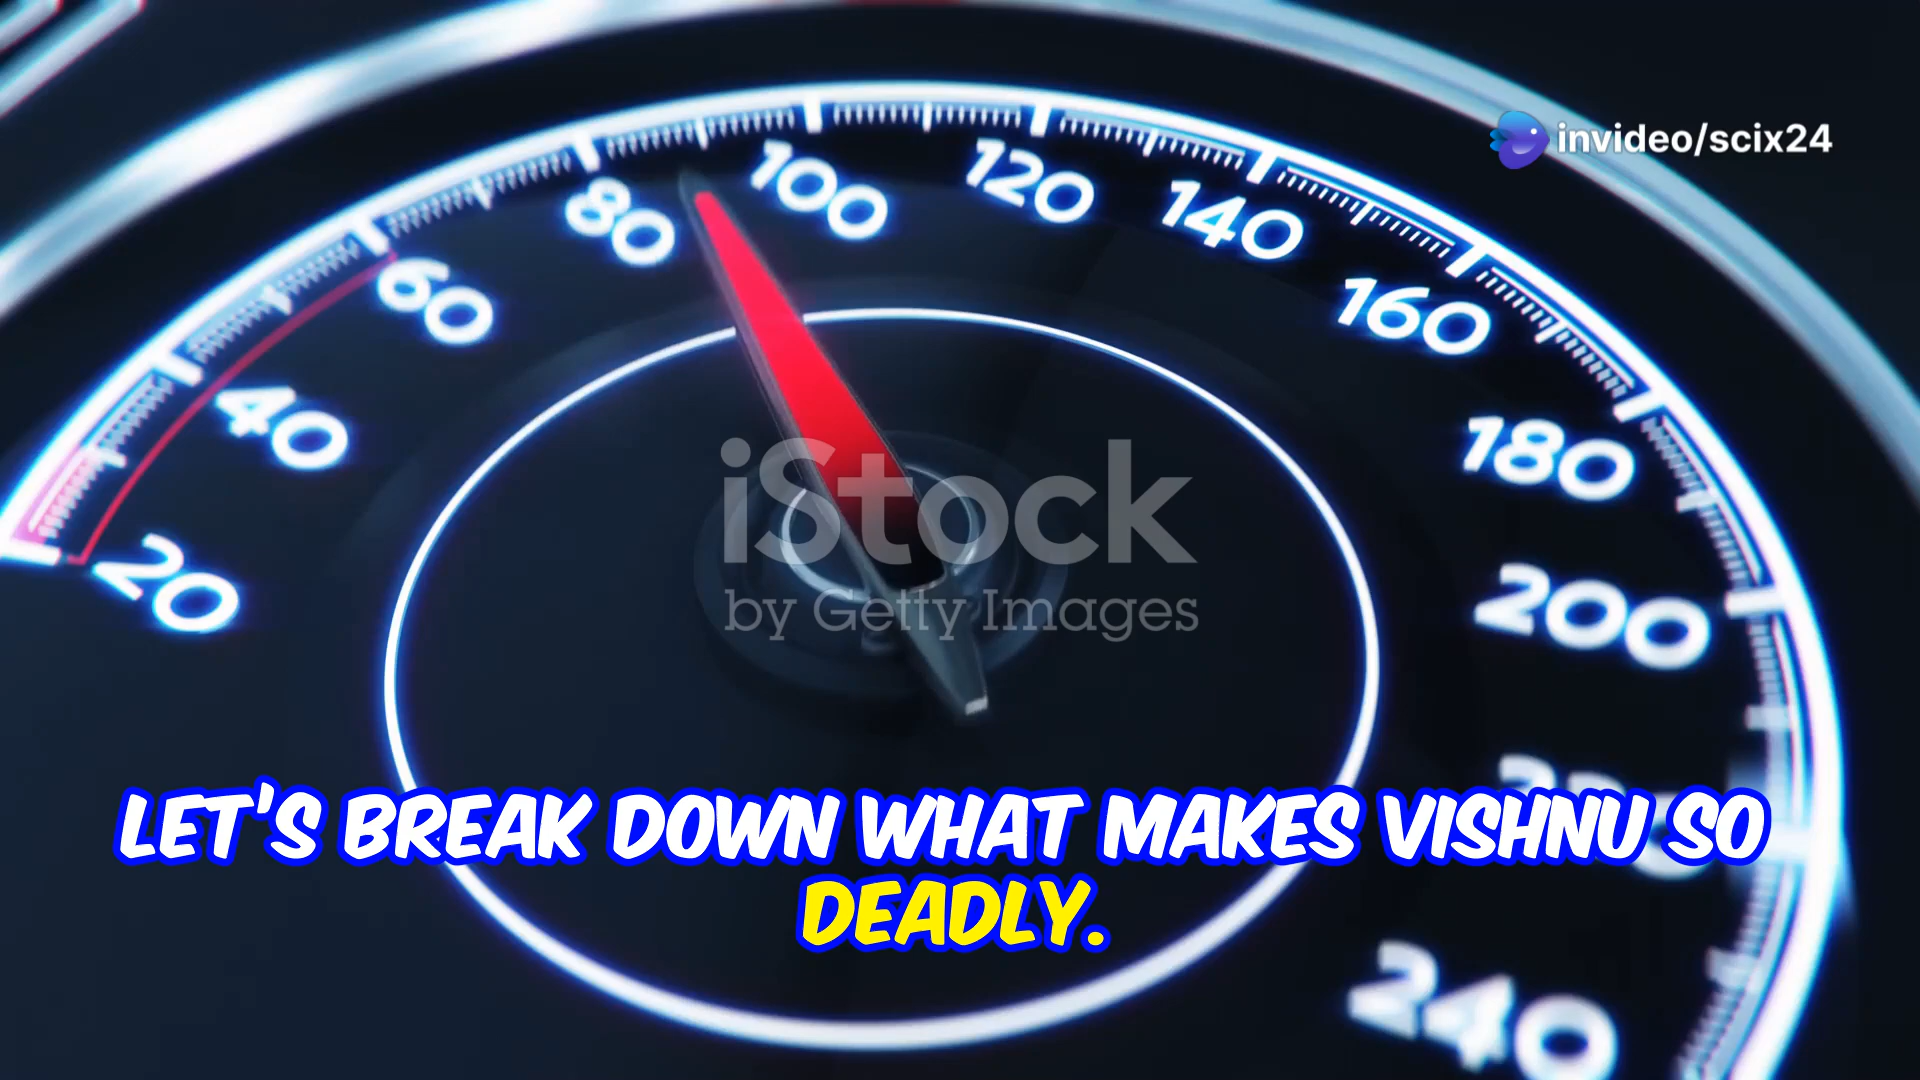 invideo/scix24
100
120
80
140
60
160
40
180
20
200
iStock
by Getty Images
LET'S BREAK DOWN WHAT MAKES VISHNU SO
DEADLY.
240